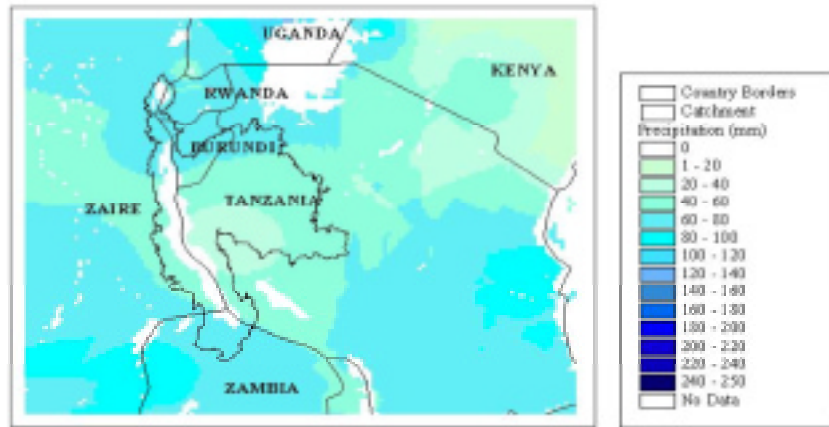 UGANDA
KENYA
RWANDA
BURUNDI
ZAIRE
TANZANIA
ZAMBIA
Country Borders
Catchment
Precipitation (mm)
0
1 - 20
20 - 40
40 - 60
60 - 80
80 - 100
100 - 120
120 - 140
140 - 160
160 - 180
180 - 200
200 - 220
220 - 240
240 - 250
No Data